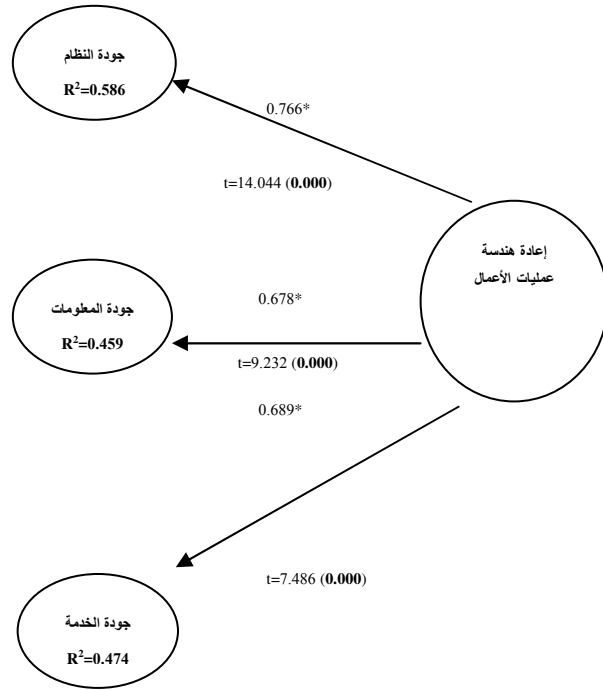 جودة النظام
R²=0.586
0.766*
t=14.044 (0.000)
إعادة هندسة
عمليات الأعمال
جودة المعلومات
R²=0.459
0.678*
t=9.232 (0.000)
0.689*
t=7.486 (0.000)
جودة الخدمة
R²=0.474